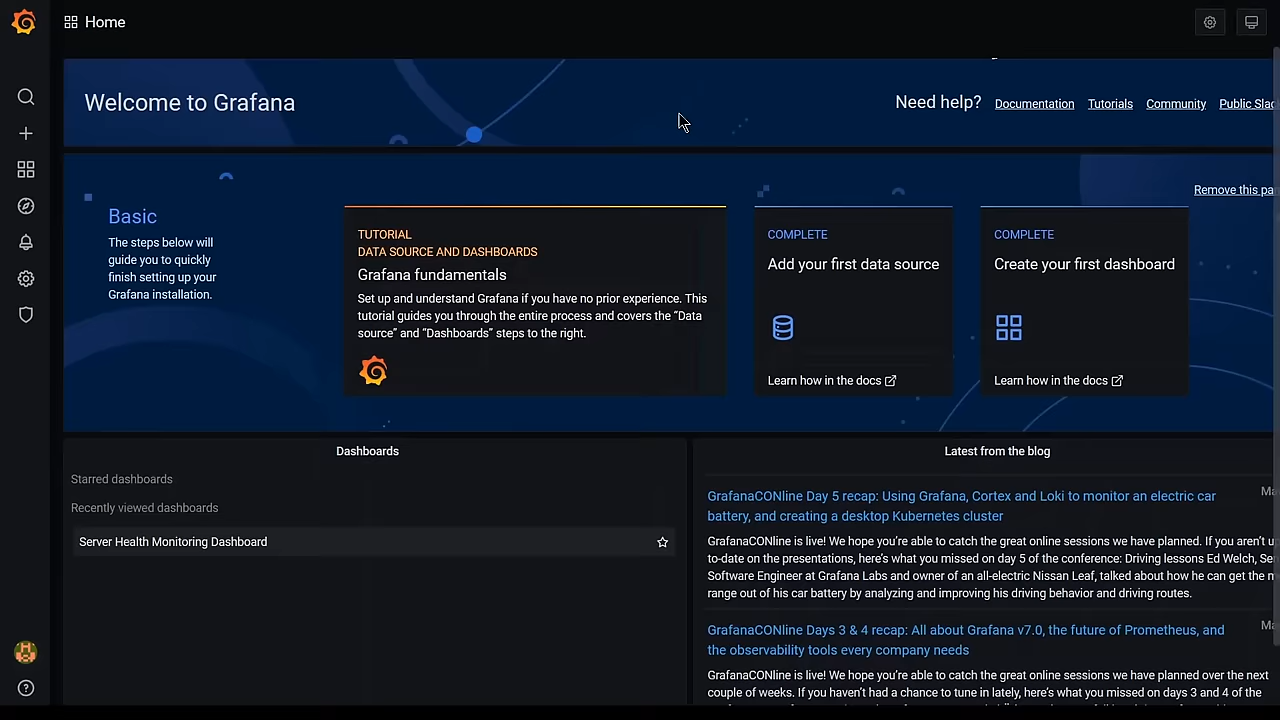 Home
Welcome to Grafana
Need help? Documentation Tutorials Community Public
Remove this
Basic
The steps below will
guide you to quickly
finish setting up your
Grafana installation.
TUTORIAL
DATA SOURCE AND DASHBOARDS
Grafana fundamentals
Set up and understand Grafana if you have no prior experience. This
tutorial guides you through the entire process and covers the “Data
source” and “Dashboards” steps to the right.
COMPLETE
Add your first data source
Learn how in the docs
COMPLETE
Create your first dashboard
Learn how in the docs
Dashboards
Starred dashboards
Recently viewed dashboards
Server Health Monitoring Dashboard
Latest from the blog
GrafanaCONline Day 5 recap: Using Grafana, Cortex and Loki to monitor an electric car
battery, and creating a desktop Kubernetes cluster
GrafanaCONline is live! We hope you're able to catch the great online sessions we have planned. If you aren't
to-date on the presentations, here's what you missed on day 5 of the conference: Driving lessons Ed Welch,
Software Engineer at Grafana Labs and owner of an all-electric Nissan Leaf, talked about how he can get the
range out of his car battery by analyzing and improving his driving behavior and driving routes.
GrafanaCONline Days 3 & 4 recap: All about Grafana v7.0, the future of Prometheus, and
the observability tools every company needs
GrafanaCONline is live! We hope you're able to catch the great online sessions we have planned over the next
couple of weeks. If you haven't had a chance to tune in lately, here's what you missed on days 3 and 4 of the